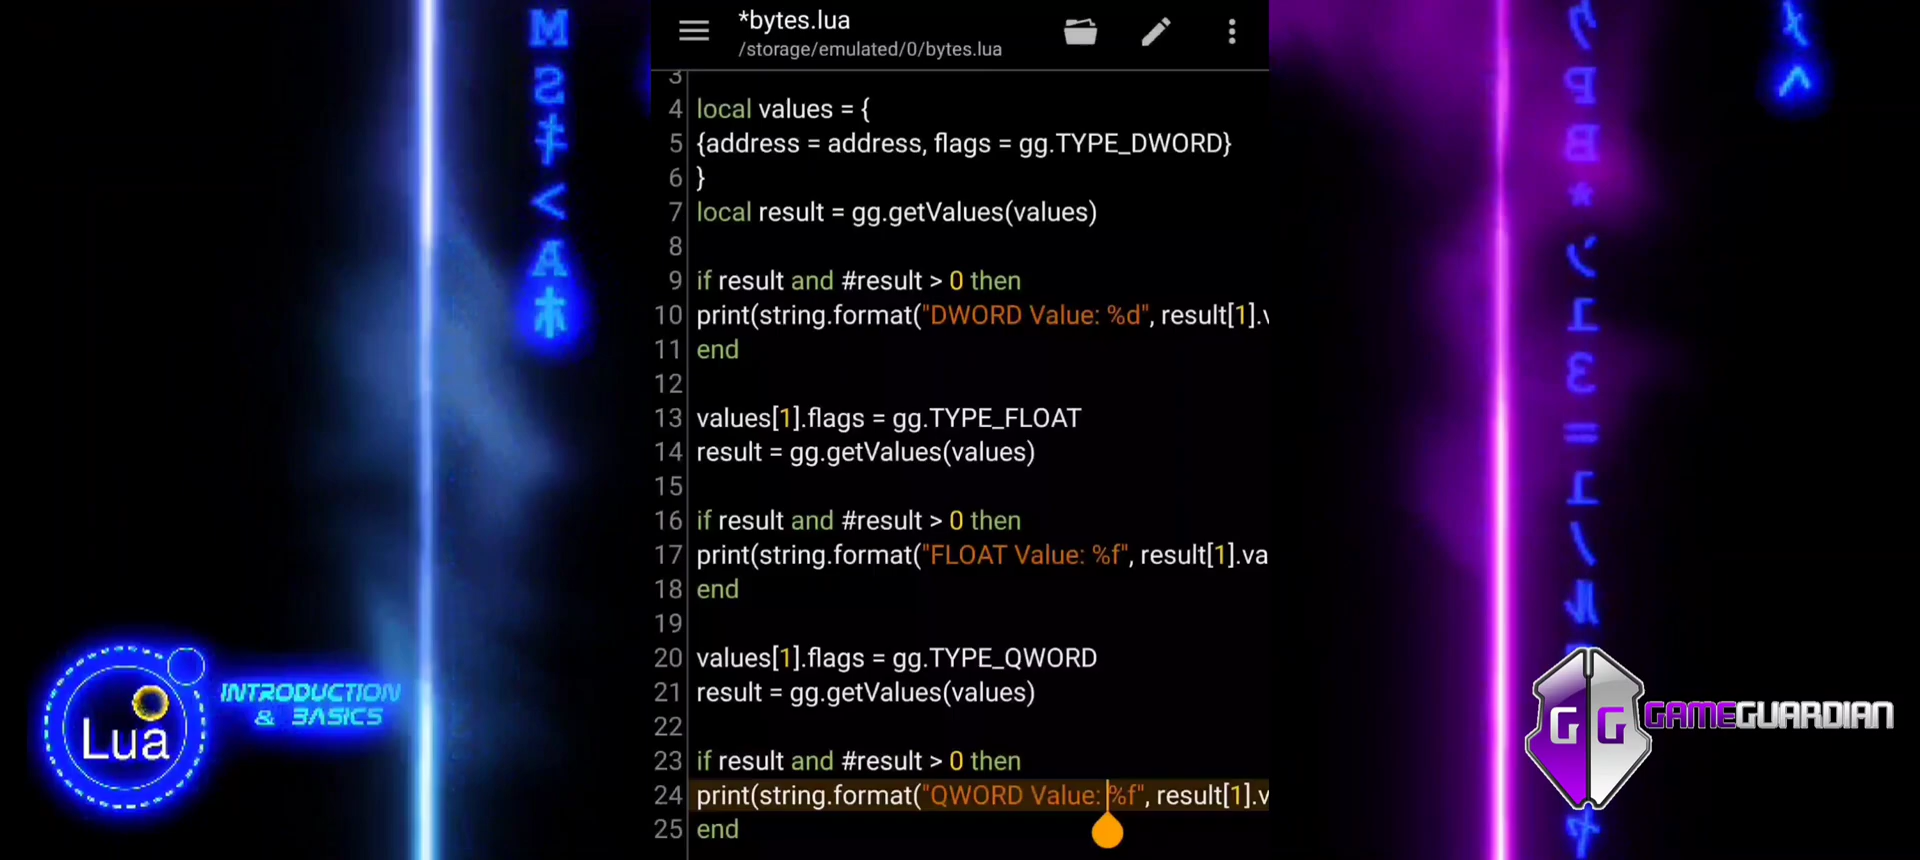 *bytes.lua
/storage/emulated/0/bytes.lua
3
4 local values = {
5 {address = address, flags = gg.TYPE_DWORD}
6 }
7 local result = gg.getValues(values)
8
9 if result and #result > 0 then
10 print(string.format("DWORD Value: %d", result[1].v
11 end
12
13 values[1].flags = gg.TYPE_FLOAT
14 result = gg.getValues(values)
15
16 if result and #result > 0 then
17 print(string.format("FLOAT Value: %f", result[1].va
18 end
19
20 values[1].flags = gg.TYPE_QWORD
21 result = gg.getValues(values)
22
23 if result and #result > 0 then
24 print(string.format("QWORD Value: %f", result[1].v
25 end
Lua
INTRODUCTION
& BASICS
GG
GAMEGUARDIAN